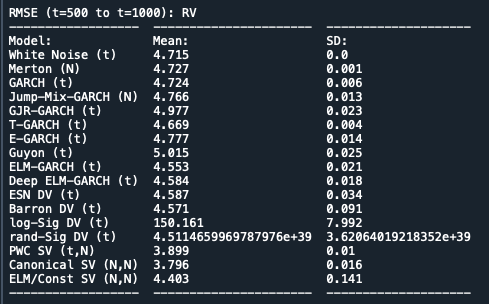 RMSE (t=500 to t=1000): RV
------------------ ---------------------- --------------------
Model: Mean: SD:
White Noise (t) 4.715 0.0
Merton (N) 4.727 0.001
GARCH (t) 4.724 0.006
Jump-Mix-GARCH (N) 4.766 0.013
GJR-GARCH (t) 4.977 0.023
T-GARCH (t) 4.669 0.004
E-GARCH (t) 4.777 0.014
Guyon (t) 5.015 0.025
ELM-GARCH (t) 4.553 0.021
Deep ELM-GARCH (t) 4.584 0.018
ESN DV (t) 4.587 0.034
Barron DV (t) 4.571 0.091
log-Sig DV (t) 150.161 7.992
rand-Sig DV (t) 4.5114659969787976e+39 3.62064019218352e+39
PWC SV (t,N) 3.899 0.01
Canonical SV (N,N) 3.796 0.016
ELM/Const SV (N,N) 4.403 0.141
------------------ ---------------------- --------------------